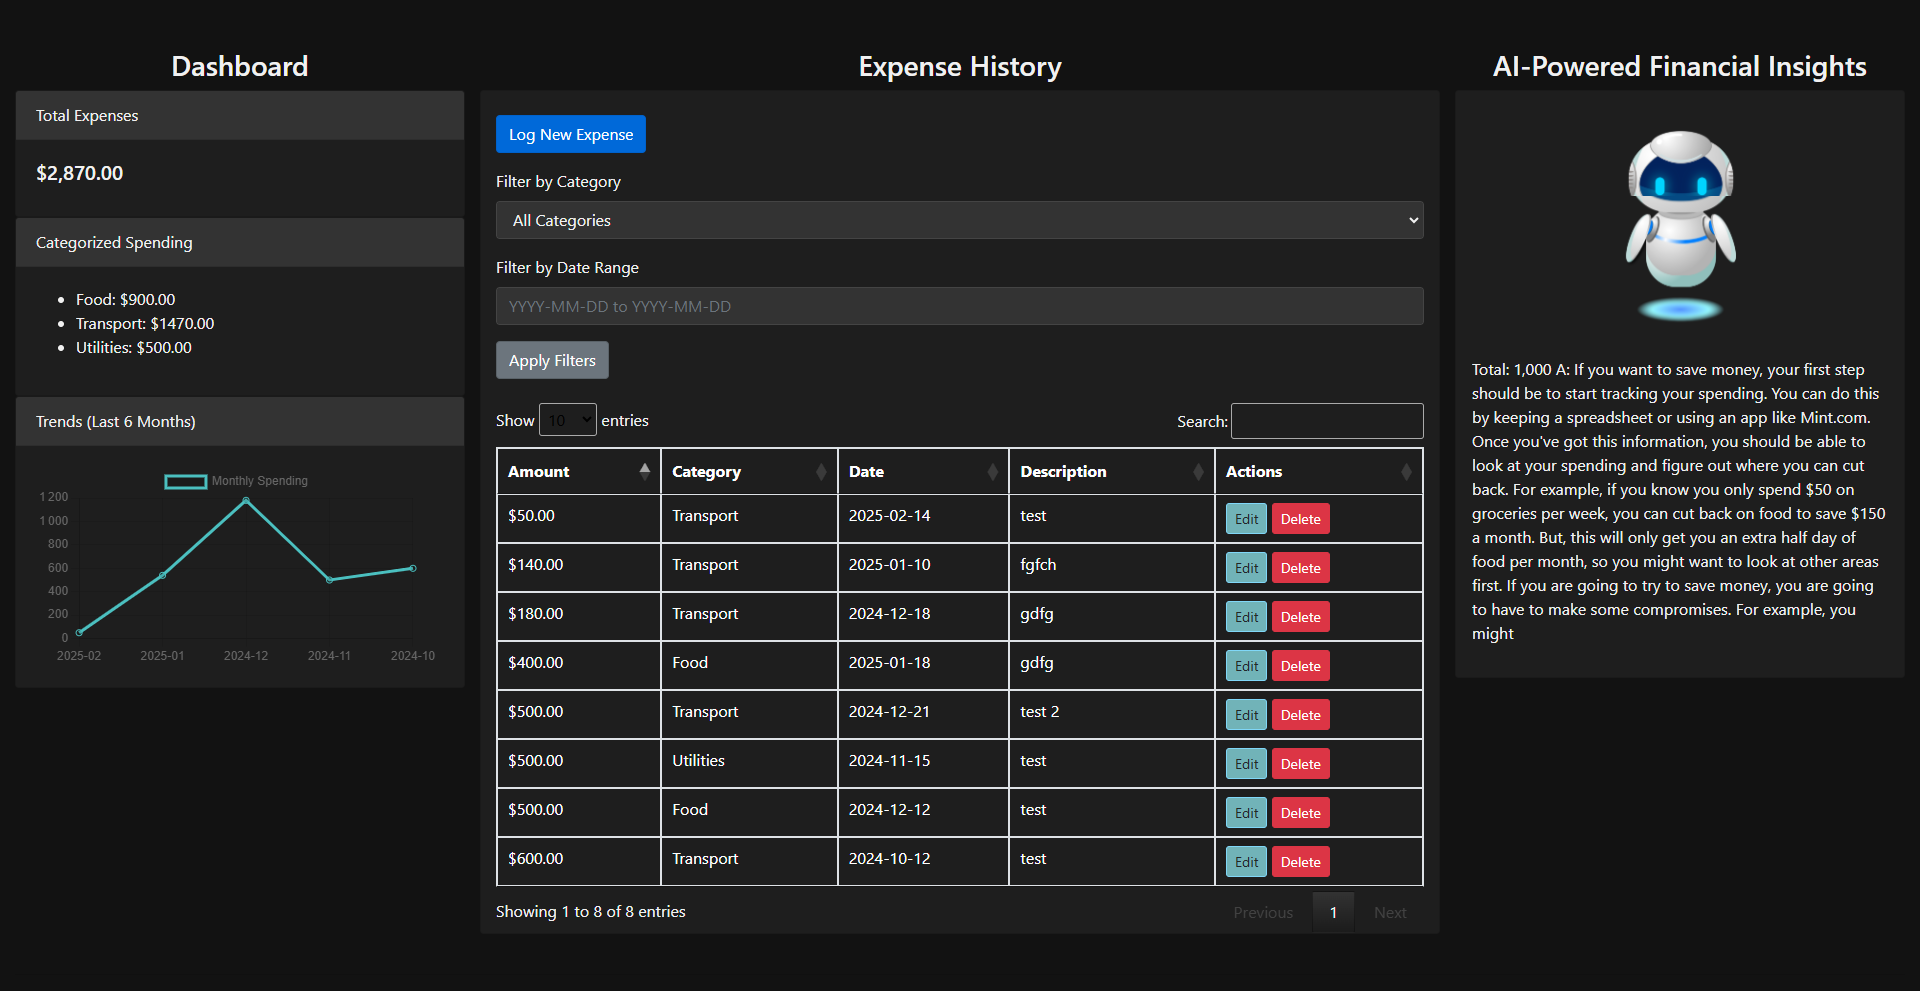 Dashboard
Total Expenses
$2,870.00
Categorized Spending
Food: $900.00
Transport: $1470.00
Utilities: $500.00
Trends (Last 6 Months)
Monthly Spending
1 200
1 000
800
600
400
200
0
2025-02 2025-01 2024-12 2024-11 2024-10
Expense History
Log New Expense
Filter by Category
All Categories
Filter by Date Range
YYYY-MM-DD to YYYY-MM-DD
Apply Filters
Show 10 entries Search:
Amount Category Date Description Actions
$50.00 Transport 2025-02-14 test Edit Delete
$140.00 Transport 2025-01-10 fgfch Edit Delete
$180.00 Transport 2024-12-18 gdfg Edit Delete
$400.00 Food 2025-01-18 gdfg Edit Delete
$500.00 Transport 2024-12-21 test 2 Edit Delete
$500.00 Utilities 2024-11-15 test Edit Delete
$500.00 Food 2024-12-12 test Edit Delete
$600.00 Transport 2024-10-12 test Edit Delete
Showing 1 to 8 of 8 entries Previous 1 Next
AI-Powered Financial Insights
Total: 1,000 A: If you want to save money, your first step
should be to start tracking your spending. You can do this
by keeping a spreadsheet or using an app like Mint.com.
Once you've got this information, you should be able to
look at your spending and figure out where you can cut
back. For example, if you know you only spend $50 on
groceries per week, you can cut back on food to save $150
a month. But, this will only get you an extra half day of
food per month, so you might want to look at other areas
first. If you are going to try to save money, you are going
to have to make some compromises. For example, you
might